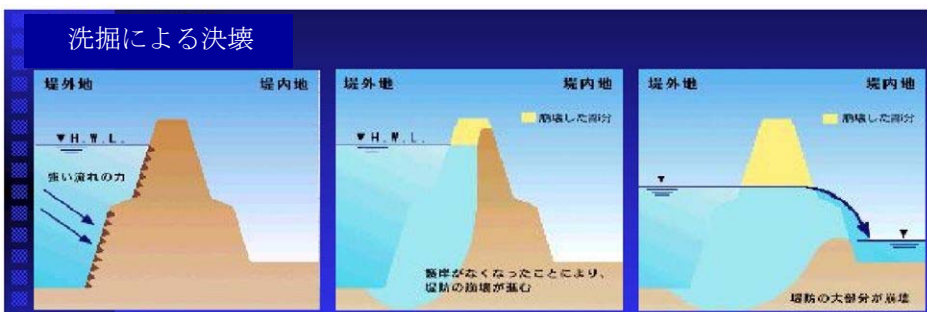 洗掘による決壊
堤外地
堤内地
▼H.W.L.
強い流れの力
堤外地
堤内地
崩壊した部分
▼H.W.L.
護岸がなくなったことにより、
堤防の崩壊が進む
堤外地
堤内地
崩壊した部分
堤防の大部分が崩壊